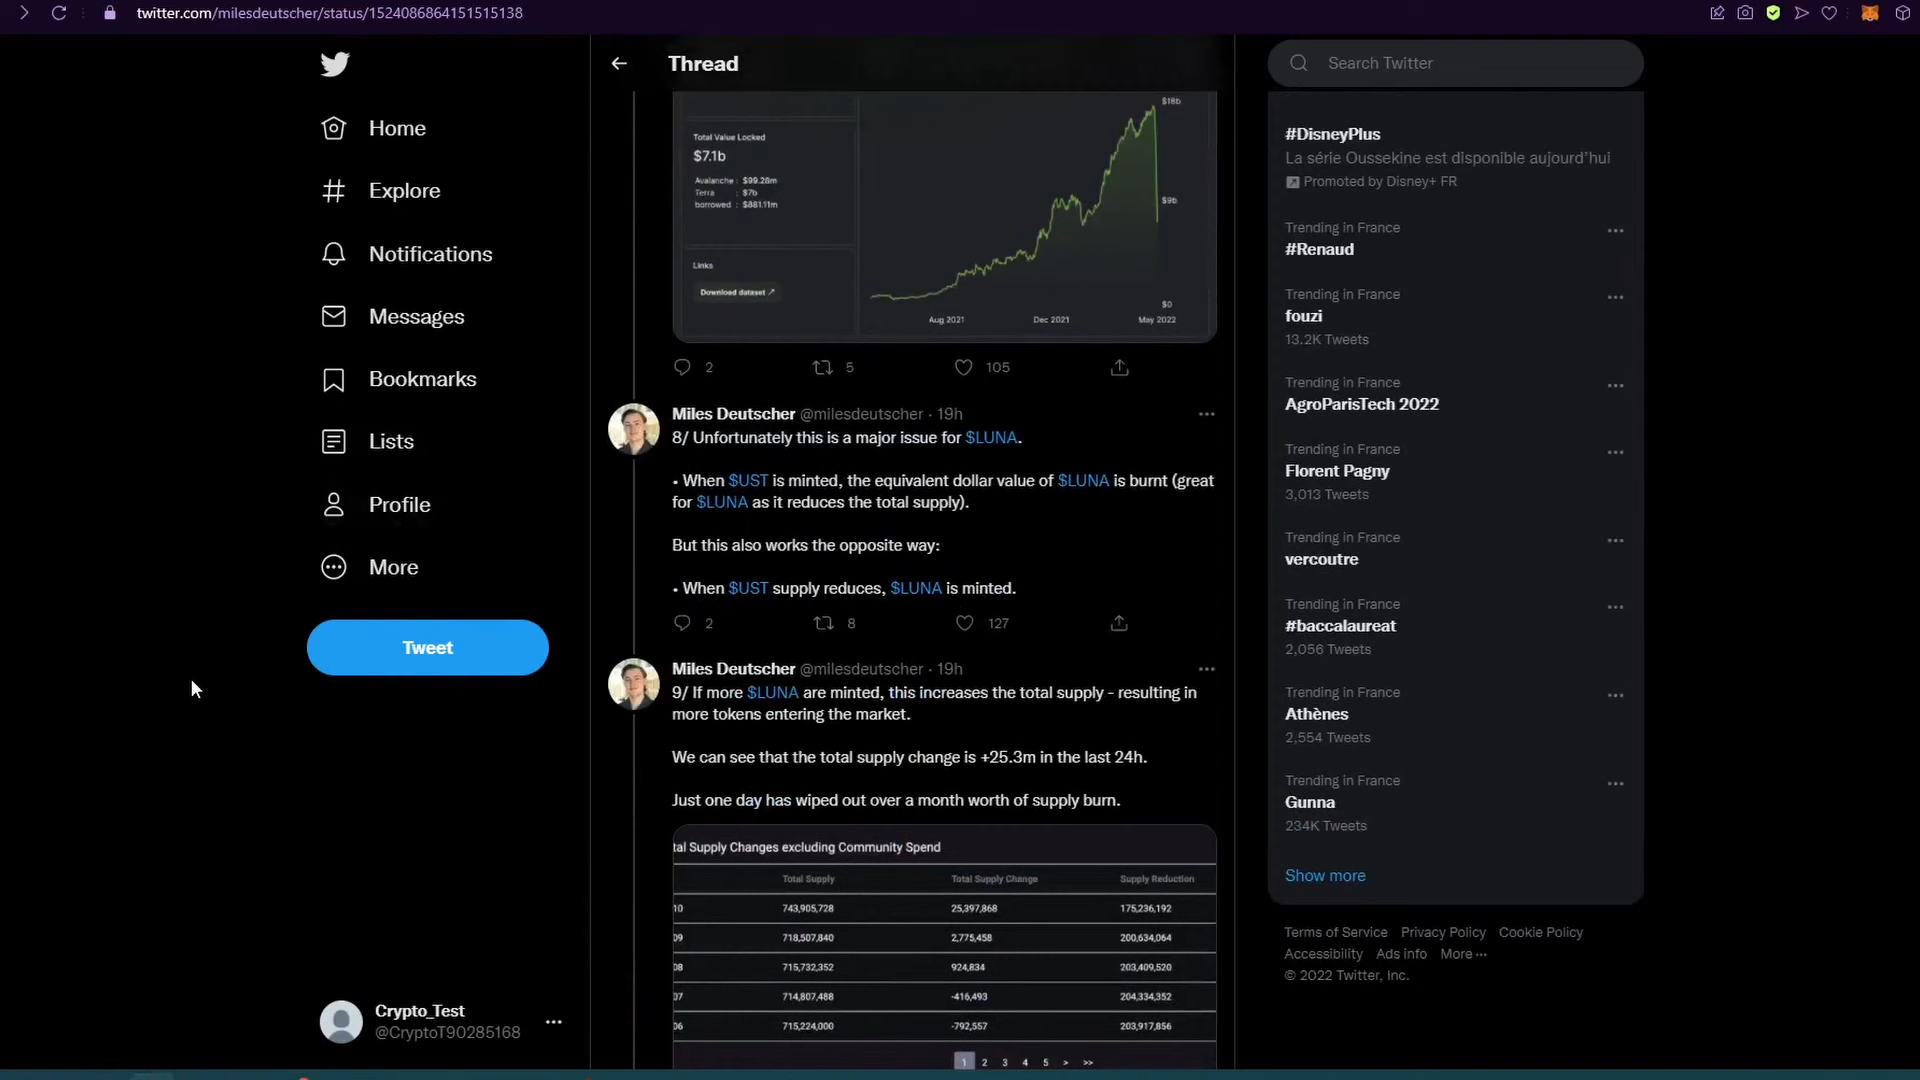 twitter.com/milesdeutscher/status/1524086864151515138
Home
Explore
Notifications
Messages
Bookmarks
Lists
Profile
More
Tweet
Crypto_Test
@CryptoT90285168
Thread
Total Value Locked
$7.1b
Avalanche : $99.28m
Terra : $7b
borrowed : $881.11m
Links
Download dataset
$18b
$9b
$0
Aug 2021 Dec 2021 May 2022
2 5 105
Miles Deutscher @milesdeutscher · 19h
8/ Unfortunately this is a major issue for $LUNA.
• When $UST is minted, the equivalent dollar value of $LUNA is burnt (great
for $LUNA as it reduces the total supply).
But this also works the opposite way:
• When $UST supply reduces, $LUNA is minted.
2 8 127
Miles Deutscher @milesdeutscher · 19h
9/ If more $LUNA are minted, this increases the total supply - resulting in
more tokens entering the market.
We can see that the total supply change is +25.3m in the last 24h.
Just one day has wiped out over a month worth of supply burn.
tal Supply Changes excluding Community Spend
Total Supply Total Supply Change Supply Reduction
10 743,905,728 25,397,868 175,236,192
09 718,507,840 2,775,458 200,634,064
08 715,732,352 924,834 203,409,520
07 714,807,488 -416,493 204,334,352
06 715,224,000 -792,557 203,917,856
1 2 3 4 5 > >>
Search Twitter
#DisneyPlus
La série Oussekine est disponible aujourd'hui
Promoted by Disney+ FR
Trending in France
#Renaud
Trending in France
fouzi
13.2K Tweets
Trending in France
AgroParisTech 2022
Trending in France
Florent Pagny
3,013 Tweets
Trending in France
vercoutre
Trending in France
#baccalaureat
2,056 Tweets
Trending in France
Athènes
2,554 Tweets
Trending in France
Gunna
234K Tweets
Show more
Terms of Service Privacy Policy Cookie Policy
Accessibility Ads info More ···
© 2022 Twitter, Inc.